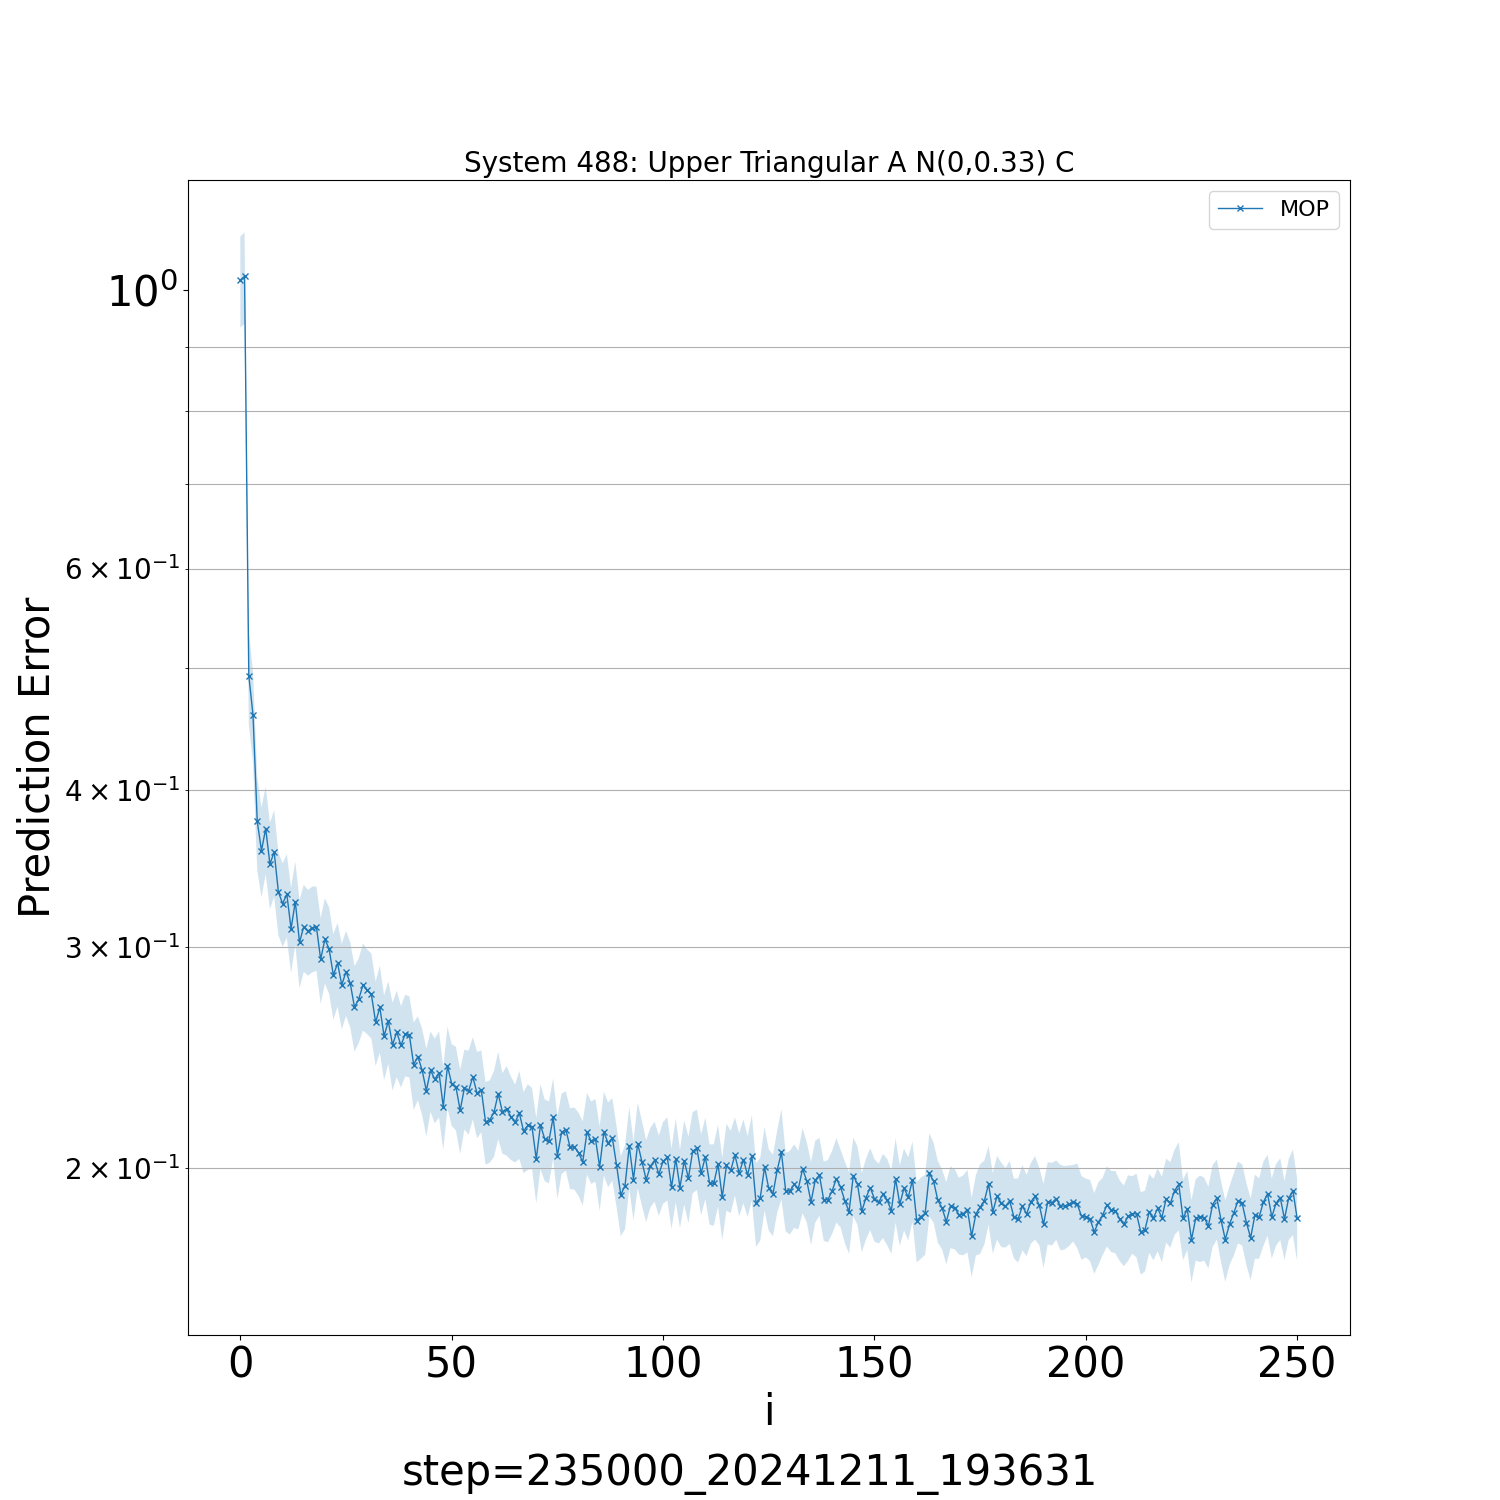 System 488: Upper Triangular A N(0,0.33) C
MOP
10⁰
6 × 10⁻¹
4 × 10⁻¹
3 × 10⁻¹
2 × 10⁻¹
Prediction Error
0 50 100 150 200 250
i
step=235000_20241211_193631